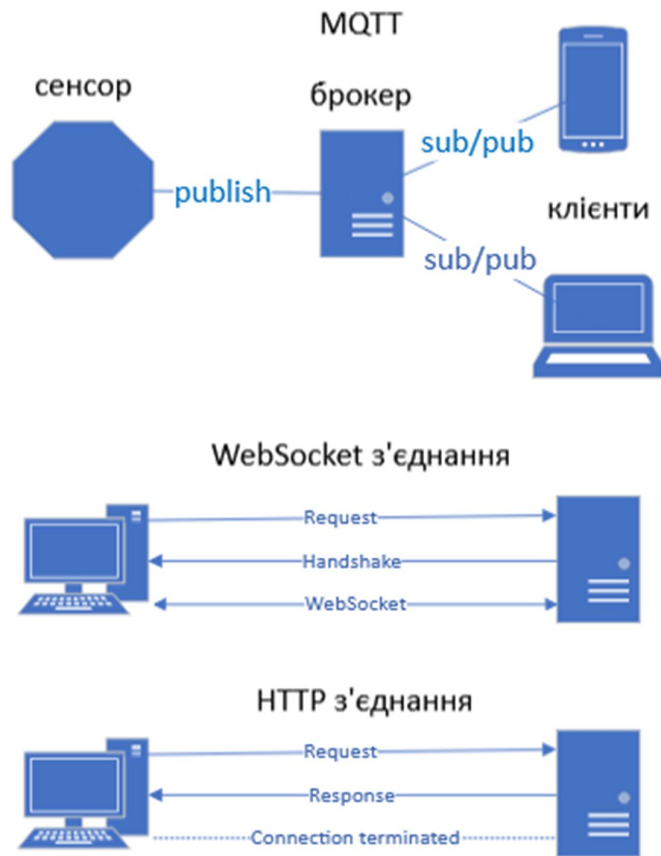 MQTT
сенсор
брокер
publish
sub/pub
sub/pub
клієнти
WebSocket з'єднання
Request
Handshake
WebSocket
HTTP з'єднання
Request
Response
Connection terminated